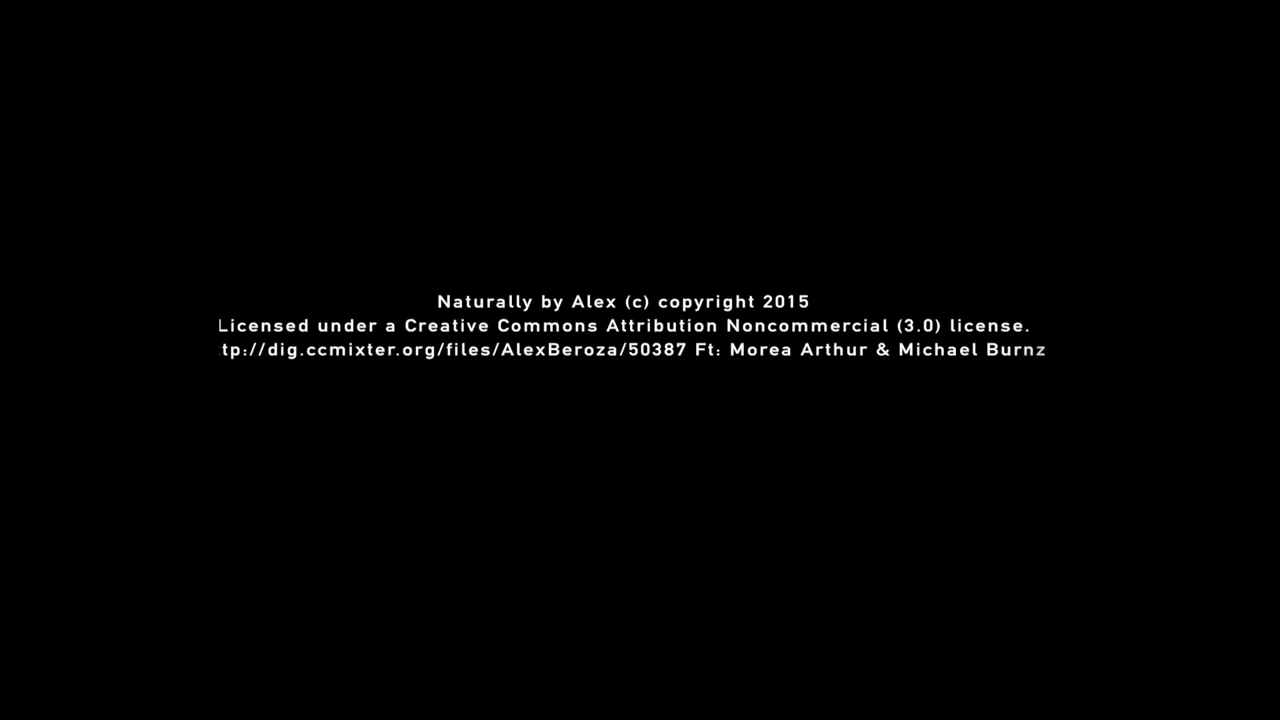 Naturally by Alex (c) copyright 2015
Licensed under a Creative Commons Attribution Noncommercial (3.0) license.
tp://dig.ccmixter.org/files/AlexBeroza/50387 Ft: Morea Arthur & Michael Burnz